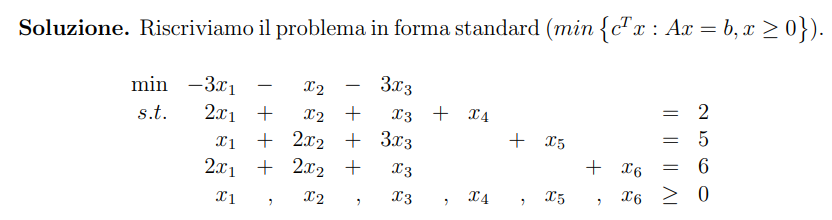 Soluzione. Riscriviamo il problema in forma standard (min {cᵀx : Ax = b, x ≥ 0}).
min −3x₁ − x₂ − 3x₃
s.t. 2x₁ + x₂ + x₃ + x₄ = 2
x₁ + 2x₂ + 3x₃ + x₅ = 5
2x₁ + 2x₂ + x₃ + x₆ = 6
x₁ , x₂ , x₃ , x₄ , x₅ , x₆ ≥ 0